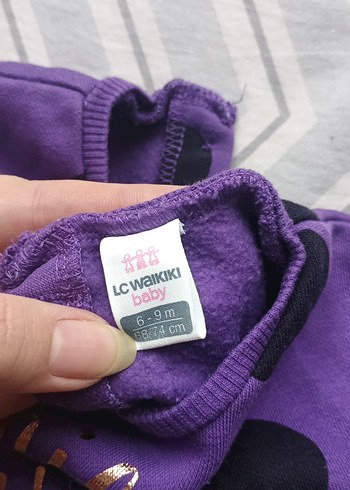 LC WAIKIKI
baby
6 - 9 m
68/74 cm